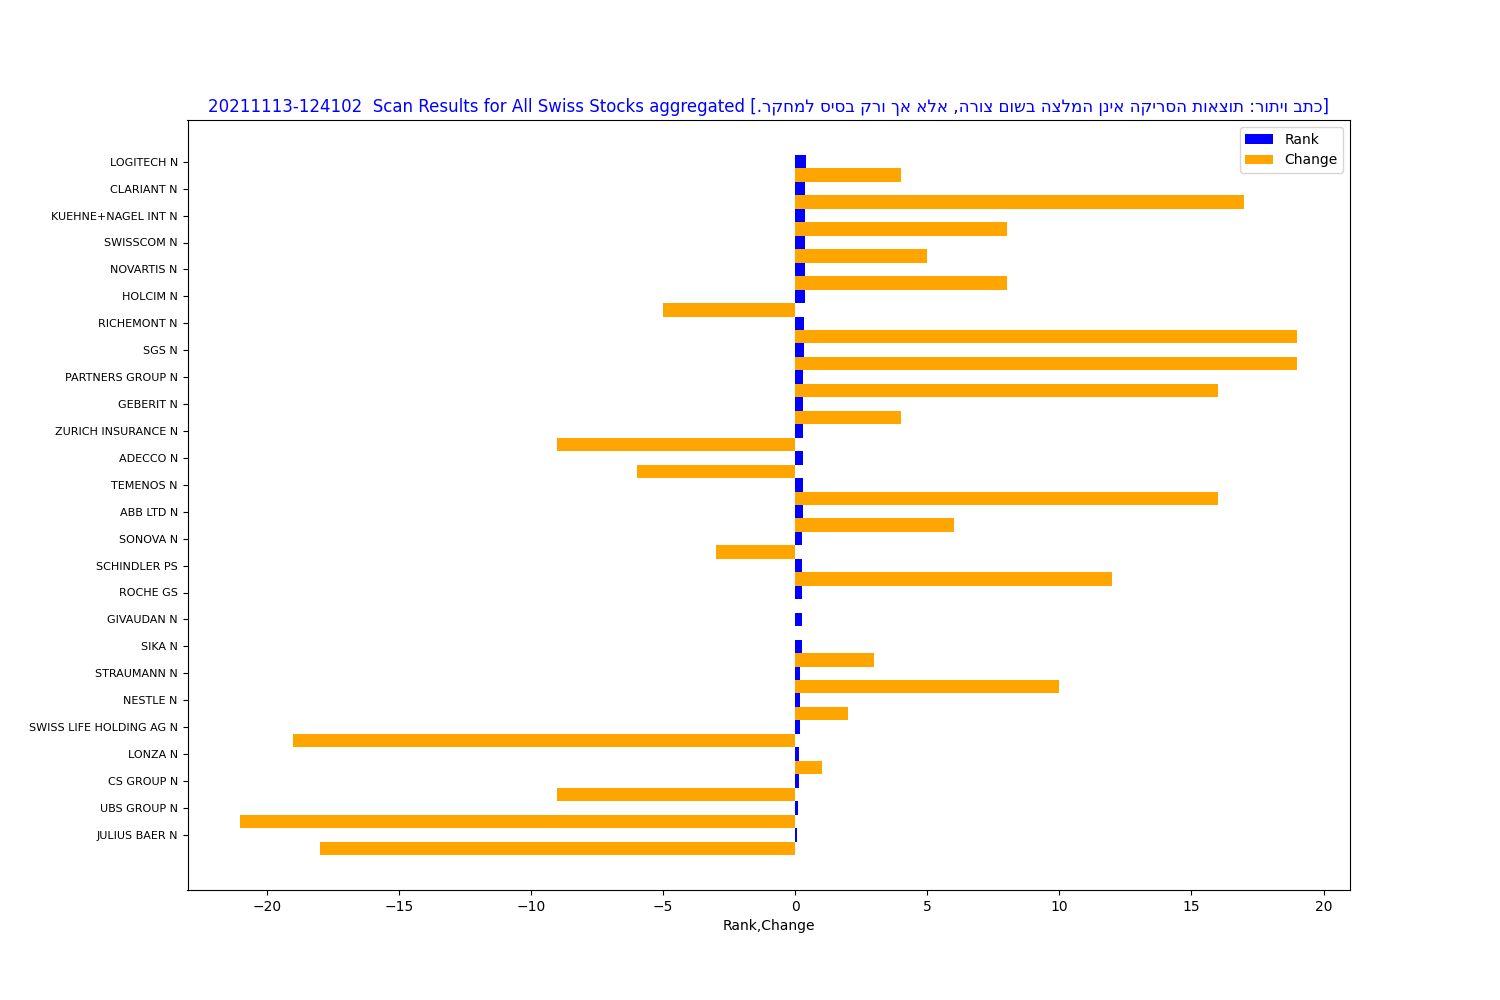 20211113-124102  Scan Results for All Swiss Stocks aggregated [כתב ויתור: תוצאות הסריקה אינן המלצה בשום צורה, אלא אך ורק בסיס למחקר.]
Rank
Change
LOGITECH N
CLARIANT N
KUEHNE+NAGEL INT N
SWISSCOM N
NOVARTIS N
HOLCIM N
RICHEMONT N
SGS N
PARTNERS GROUP N
GEBERIT N
ZURICH INSURANCE N
ADECCO N
TEMENOS N
ABB LTD N
SONOVA N
SCHINDLER PS
ROCHE GS
GIVAUDAN N
SIKA N
STRAUMANN N
NESTLE N
SWISS LIFE HOLDING AG N
LONZA N
CS GROUP N
UBS GROUP N
JULIUS BAER N
−20 −15 −10 −5 0 5 10 15 20
Rank,Change